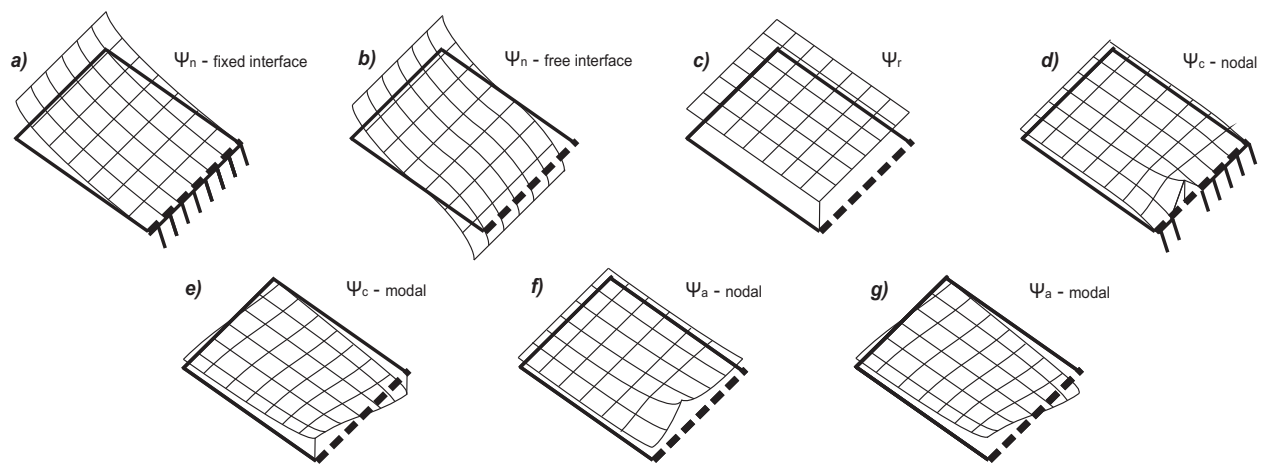 a) Ψn - fixed interface
b) Ψn - free interface
c) Ψr
d) Ψc - nodal
e) Ψc - modal
f) Ψa - nodal
g) Ψa - modal